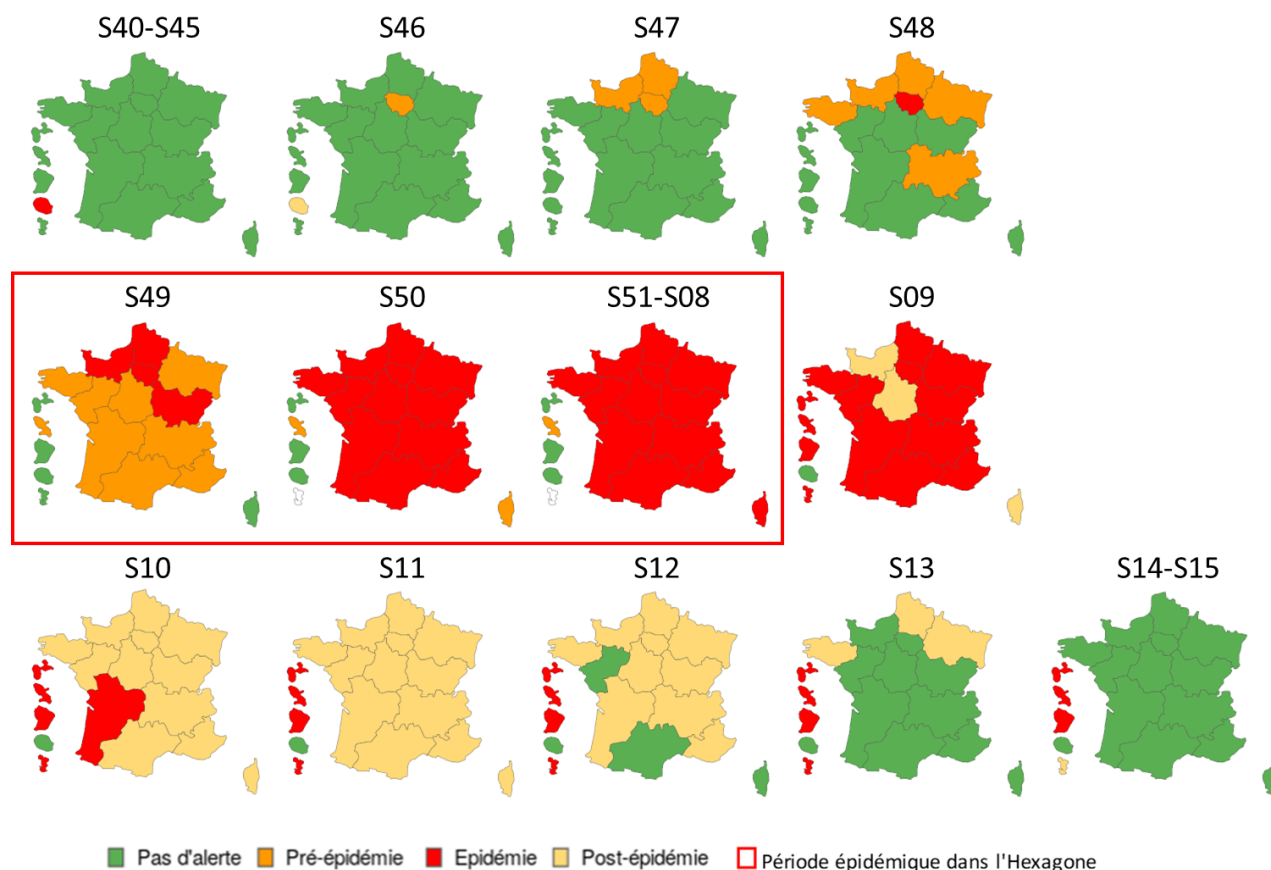 S40-S45 S46 S47 S48
S49 S50 S51-S08 S09
S10 S11 S12 S13 S14-S15
Pas d'alerte Pré-épidémie Epidémie Post-épidémie Période épidémique dans l'Hexagone